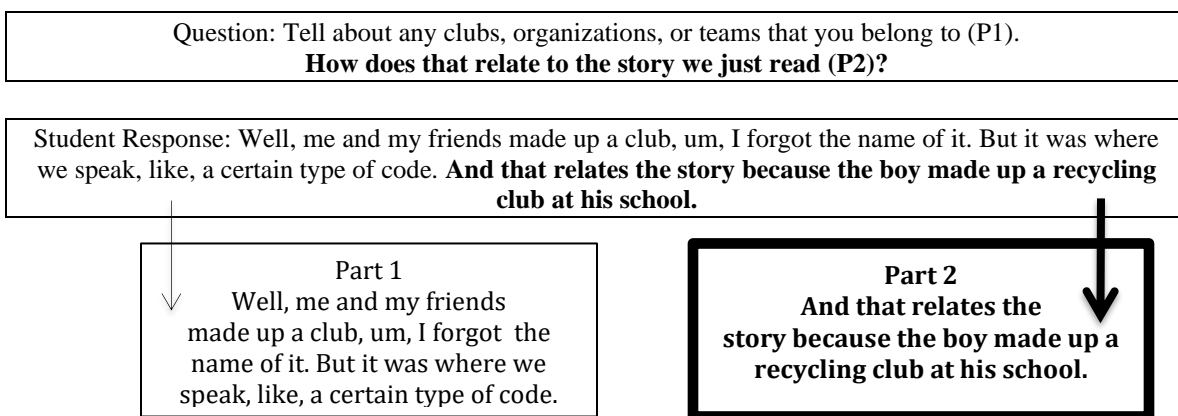 Question: Tell about any clubs, organizations, or teams that you belong to (P1).
How does that relate to the story we just read (P2)?
Student Response: Well, me and my friends made up a club, um, I forgot the name of it. But it was where
we speak, like, a certain type of code. And that relates the story because the boy made up a recycling
club at his school.
Part 1
Well, me and my friends
made up a club, um, I forgot the
name of it. But it was where we
speak, like, a certain type of code.
Part 2
And that relates the
story because the boy made up a
recycling club at his school.